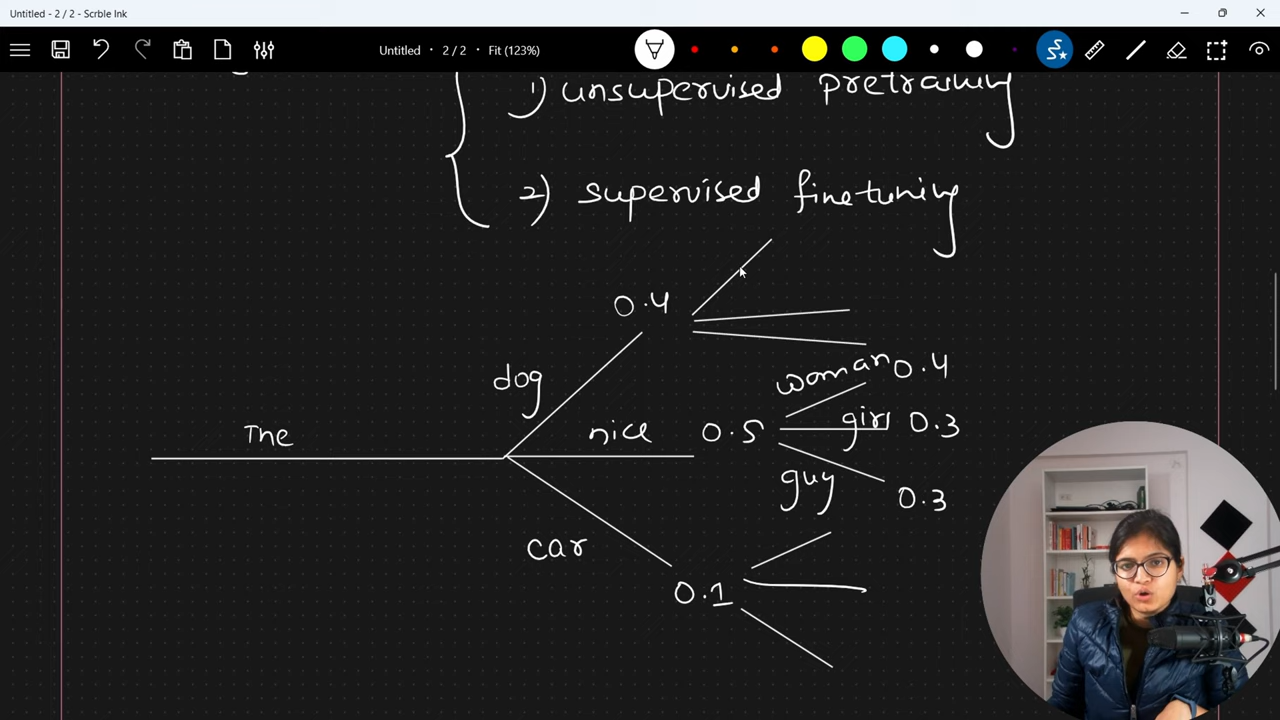 Untitled - 2 / 2 - Scrble Ink
Untitled • 2 / 2 • Fit (123%)
1) unsupervised pretraining
2) supervised finetuning
0.4
dog
woman 0.4
The
nice 0.5 girl 0.3
guy 0.3
car
0.1